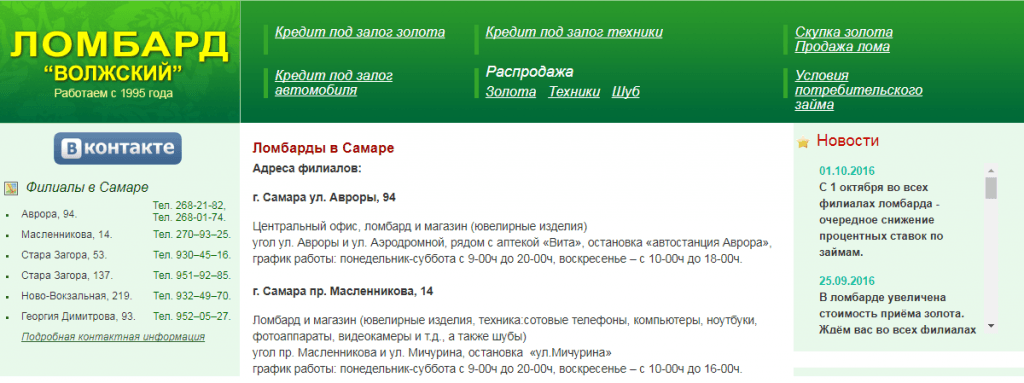 ЛОМБАРД
“ВОЛЖСКИЙ”
Работаем с 1995 года
Кредит под залог золота
Кредит под залог техники
Скупка золота
Продажа лома
Кредит под залог
автомобиля
Распродажа
Золота Техники Шуб
Условия
потребительского
займа
В контакте
Филиалы в Самаре
Аврора, 94. Тел. 268-21-82,
Тел. 268-01-74.
Масленникова, 14. Тел. 270–93–25.
Стара Загора, 53. Тел. 930–45–16.
Стара Загора, 137. Тел. 951–92–85.
Ново-Вокзальная, 219. Тел. 932–49–70.
Георгия Димитрова, 93. Тел. 952–05–27.
Подробная контактная информация
Ломбарды в Самаре
Адреса филиалов:
г. Самара ул. Авроры, 94
Центральный офис, ломбард и магазин (ювелирные изделия)
угол ул. Авроры и ул. Аэродромной, рядом с аптекой «Вита», остановка «автостанция Аврора»,
график работы: понедельник-суббота с 9-00ч до 20-00ч, воскресенье – с 10-00ч до 18-00ч.
г. Самара пр. Масленникова, 14
Ломбард и магазин (ювелирные изделия, техника:сотовые телефоны, компьютеры, ноутбуки,
фотоаппараты, видеокамеры и т.д., а также шубы)
угол пр. Масленникова и ул. Мичурина, остановка «ул.Мичурина»
график работы: понедельник-суббота с 9-00ч до 20-00ч, воскресенье – с 10-00ч до 16-00ч.
Новости
01.10.2016
С 1 октября во всех
филиалах ломбарда -
очередное снижение
процентных ставок по
займам.
25.09.2016
В ломбарде увеличена
стоимость приёма золота.
Ждём вас во всех филиалах